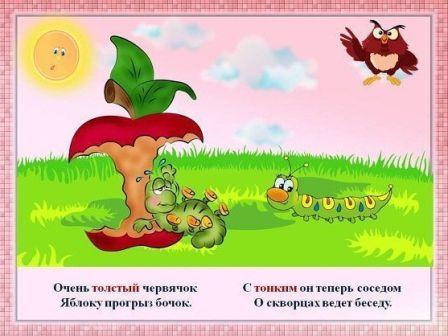 Очень толстый червячок
Яблоку прогрыз бочок.
С тонким он теперь соседом
О скворцах ведет беседу.